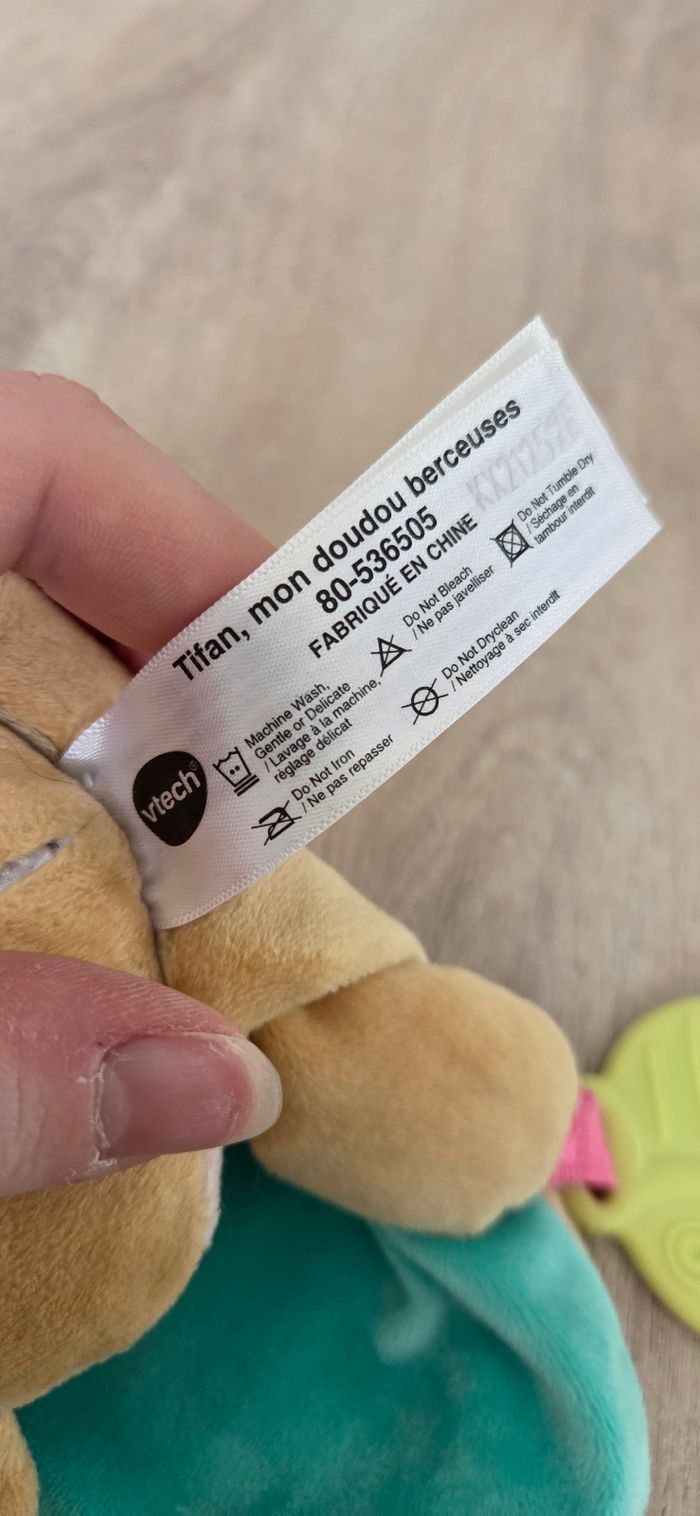 Tifan, mon doudou berceuses
80-536505
FABRIQUÉ EN CHINE
vtech®
Machine Wash,
Gentle or Delicate
/ Lavage à la machine,
réglage délicat
Do Not Bleach
/ Ne pas javelliser
Do Not Tumble Dry
/ Séchage en
tambour interdit
Do Not Iron
/ Ne pas repasser
Do Not Dryclean
/ Nettoyage à sec interdit